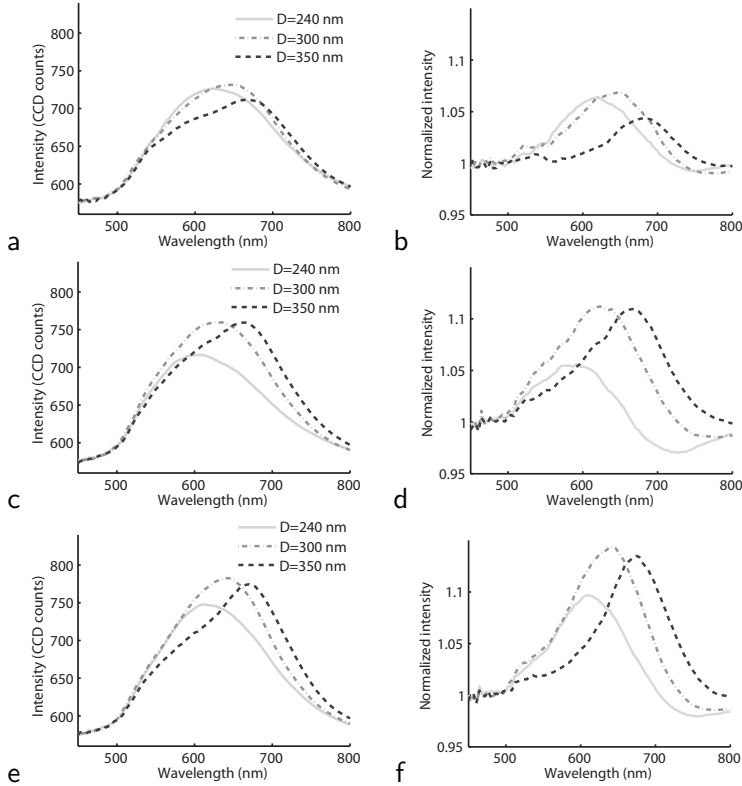 D=240 nm
D=300 nm
D=350 nm
Intensity (CCD counts)
800
750
700
650
600
500 600 700 800
Wavelength (nm)
a
Normalized intensity
1.1
1.05
1
0.95
500 600 700 800
Wavelength (nm)
b
D=240 nm
D=300 nm
D=350 nm
Intensity (CCD counts)
800
750
700
650
600
500 600 700 800
Wavelength (nm)
c
Normalized intensity
1.1
1.05
1
0.95
500 600 700 800
Wavelength (nm)
d
D=240 nm
D=300 nm
D=350 nm
Intensity (CCD counts)
800
750
700
650
600
500 600 700 800
Wavelength (nm)
e
Normalized intensity
1.1
1.05
1
0.95
500 600 700 800
Wavelength (nm)
f